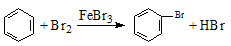 + Br2 FeBr3 Br + HBr